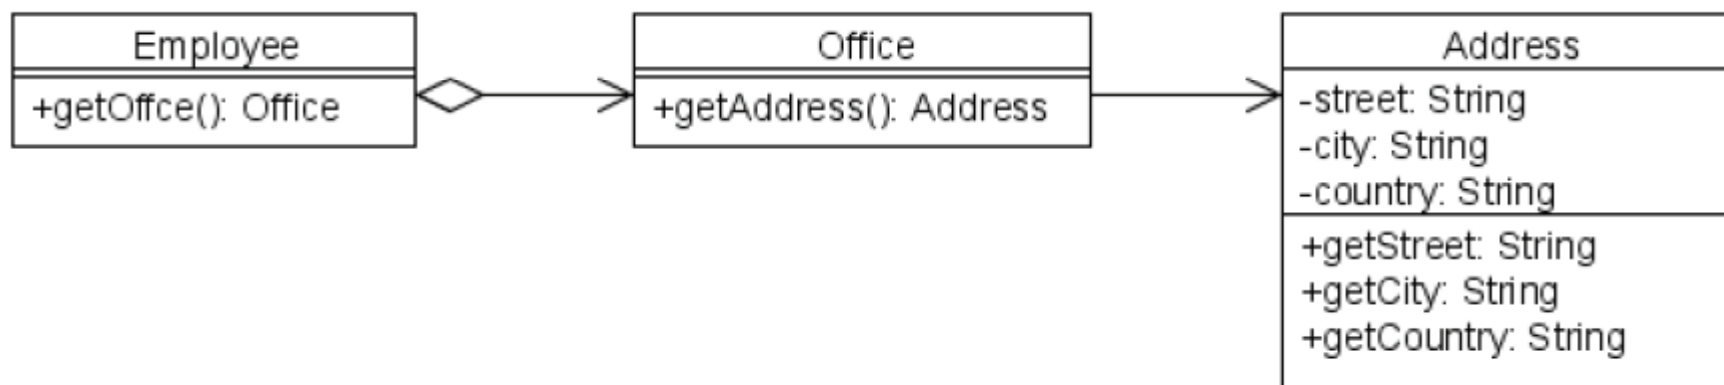 Employee
+getOffce(): Office
Office
+getAddress(): Address
Address
-street: String
-city: String
-country: String
+getStreet: String
+getCity: String
+getCountry: String